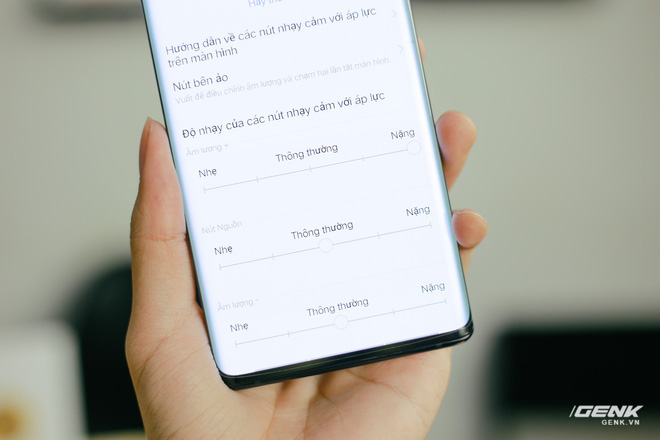 Hướng dẫn về các nút nhạy cảm với áp lực
trên màn hình
Nút bên ảo
Vuốt để điều chỉnh âm lượng và chạm hai lần tắt màn hình.
Độ nhạy của các nút nhạy cảm với áp lực
Âm lượng +
Nhẹ Thông thường Nặng
Nút Nguồn
Nhẹ Thông thường Nặng
Âm lượng -
Nhẹ Thông thường Nặng
GENK
GENK.VN